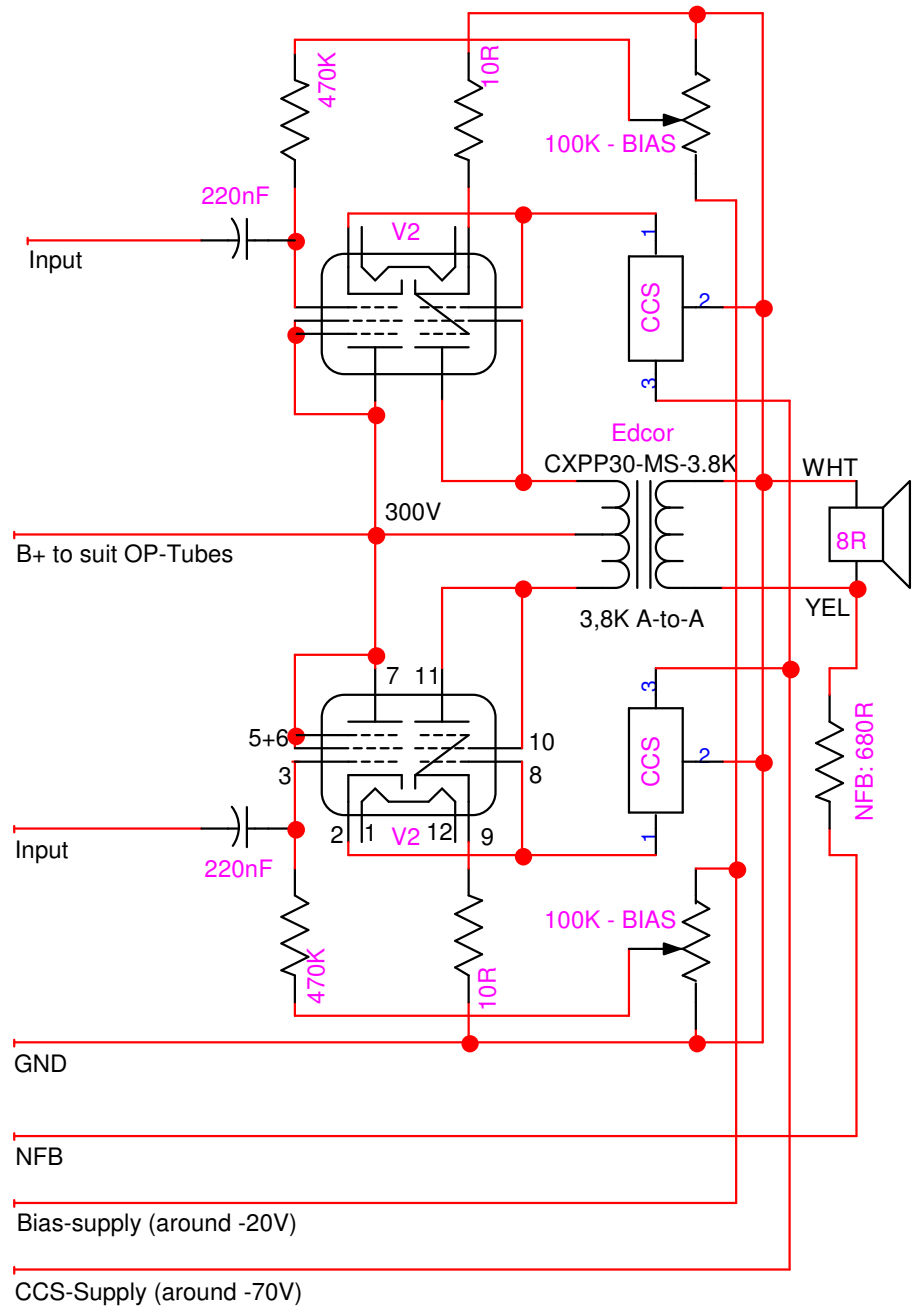 470K
10R
100K - BIAS
220nF
Input
V2
1
CCS
2
3
Edcor
CXPP30-MS-3.8K
WHT
300V
B+ to suit OP-Tubes
8R
YEL
3,8K A-to-A
7
11
5+6
10
3
8
3
CCS
2
1
NFB: 680R
2
1
V2
12
9
Input
220nF
100K - BIAS
470K
10R
GND
NFB
Bias-supply (around -20V)
CCS-Supply (around -70V)